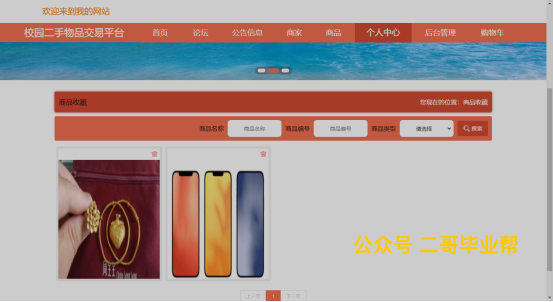 欢迎来到我的网站
校园二手物品交易平台 首页 论坛 公告信息 商家 商品 个人中心 后台管理 购物车
商品收藏 您现在的位置：商品收藏
商品名称 商品名称 商品编号 商品编号 商品类型 请选择 搜索
公众号 二哥毕业帮
上一页 1 下一页